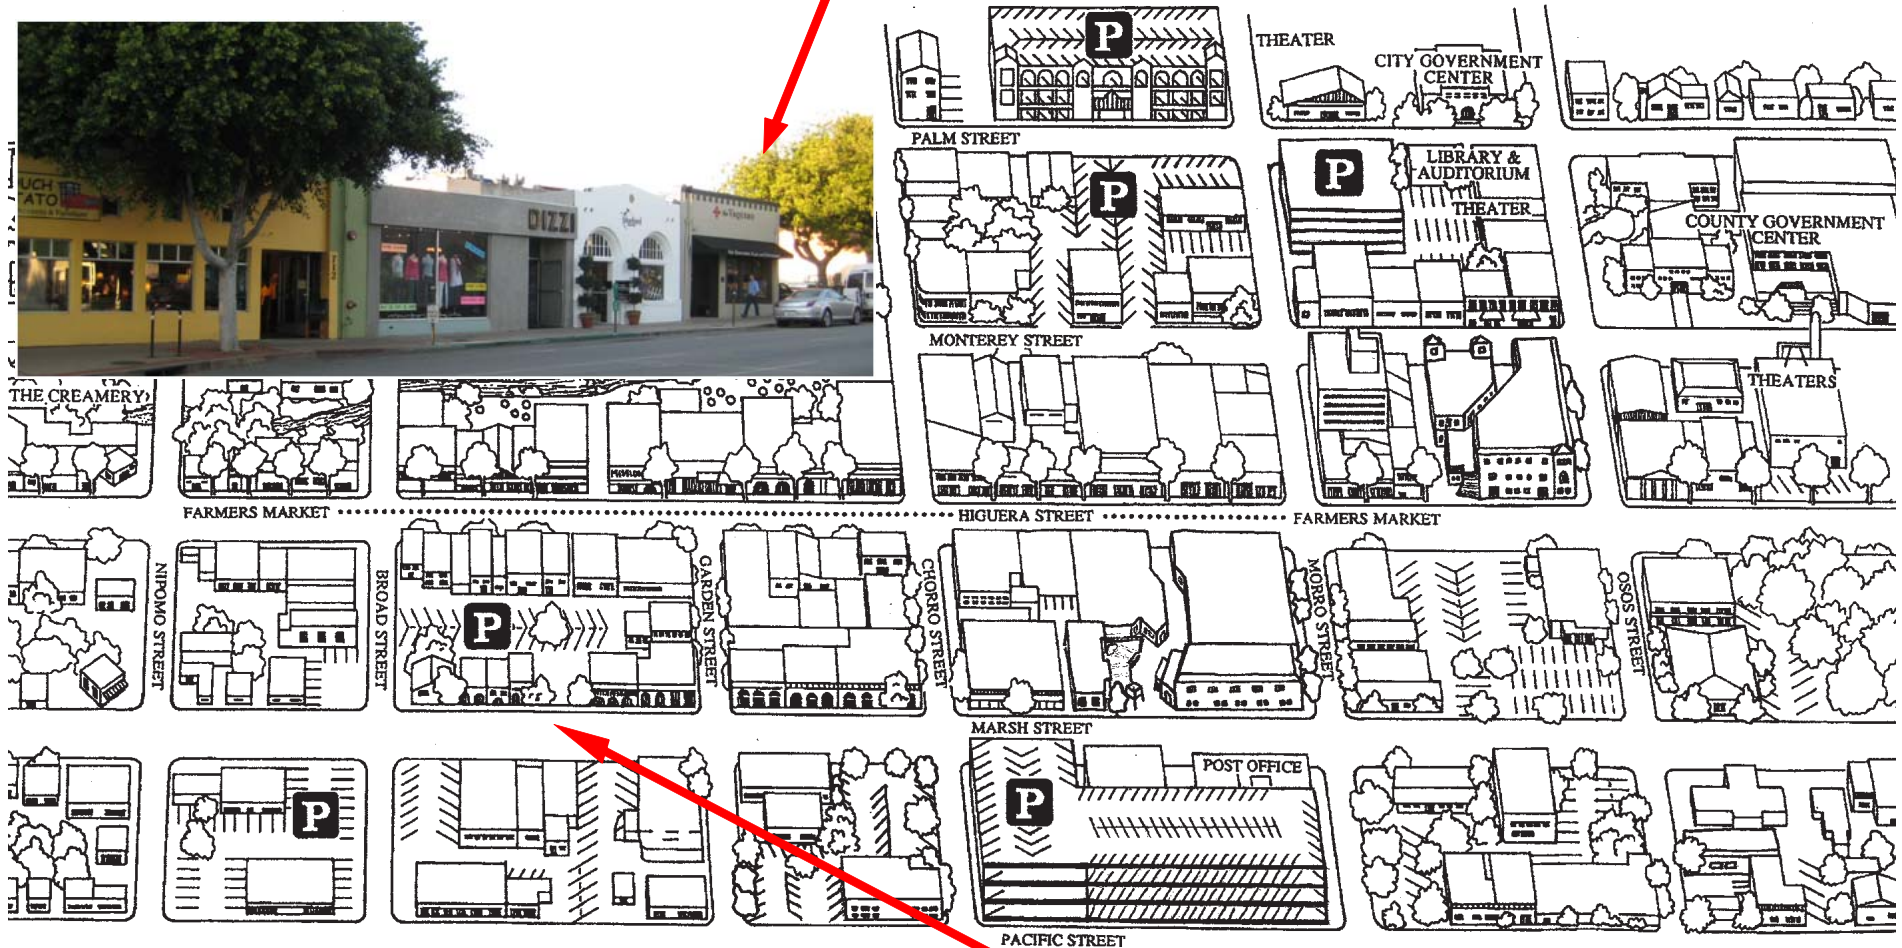 P
THEATER
CITY GOVERNMENT
CENTER
PALM STREET
P
P
LIBRARY &
AUDITORIUM
THEATER
COUNTY GOVERNMENT
CENTER
DIZZI
MONTEREY STREET
THE CREAMERY
THEATERS
FARMERS MARKET
HIGUERA STREET
FARMERS MARKET
NIPOMO STREET
BROAD STREET
P
GARDEN STREET
CHORRO STREET
MORRO STREET
OSOS STREET
MARSH STREET
POST OFFICE
P
P
PACIFIC STREET